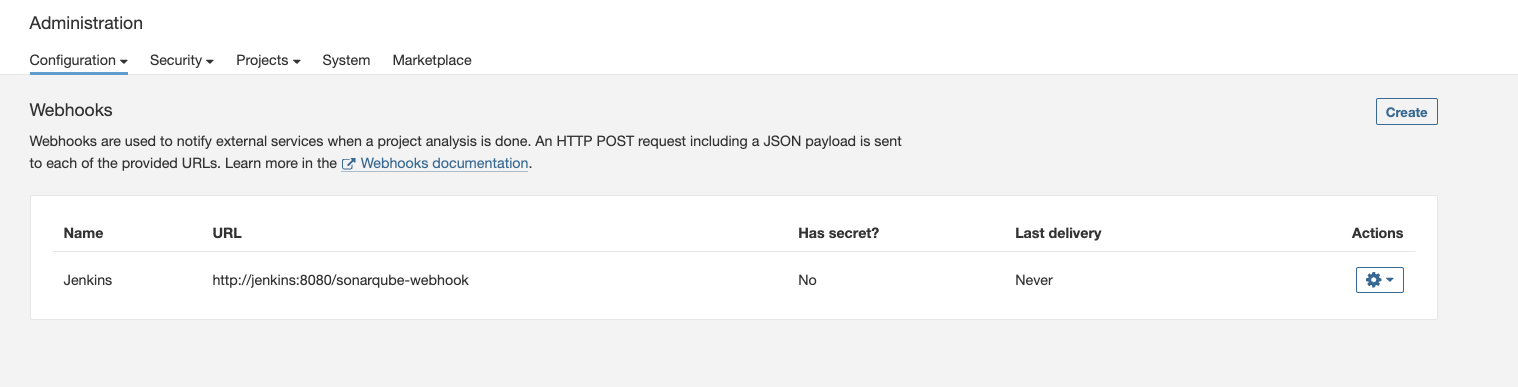 Administration
Configuration Security Projects System Marketplace
Webhooks
Create
Webhooks are used to notify external services when a project analysis is done. An HTTP POST request including a JSON payload is sent
to each of the provided URLs. Learn more in the Webhooks documentation.
Name URL Has secret? Last delivery Actions
Jenkins http://jenkins:8080/sonarqube-webhook No Never